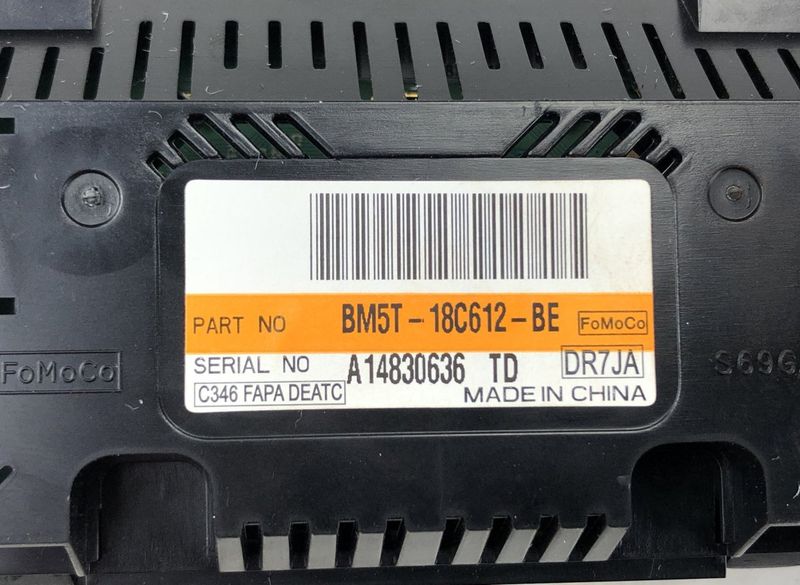 PART NO BM5T-18C612-BE FoMoCo
SERIAL NO A14830636 TD DR7JA
C346 FAPA DEATC MADE IN CHINA
FoMoCo